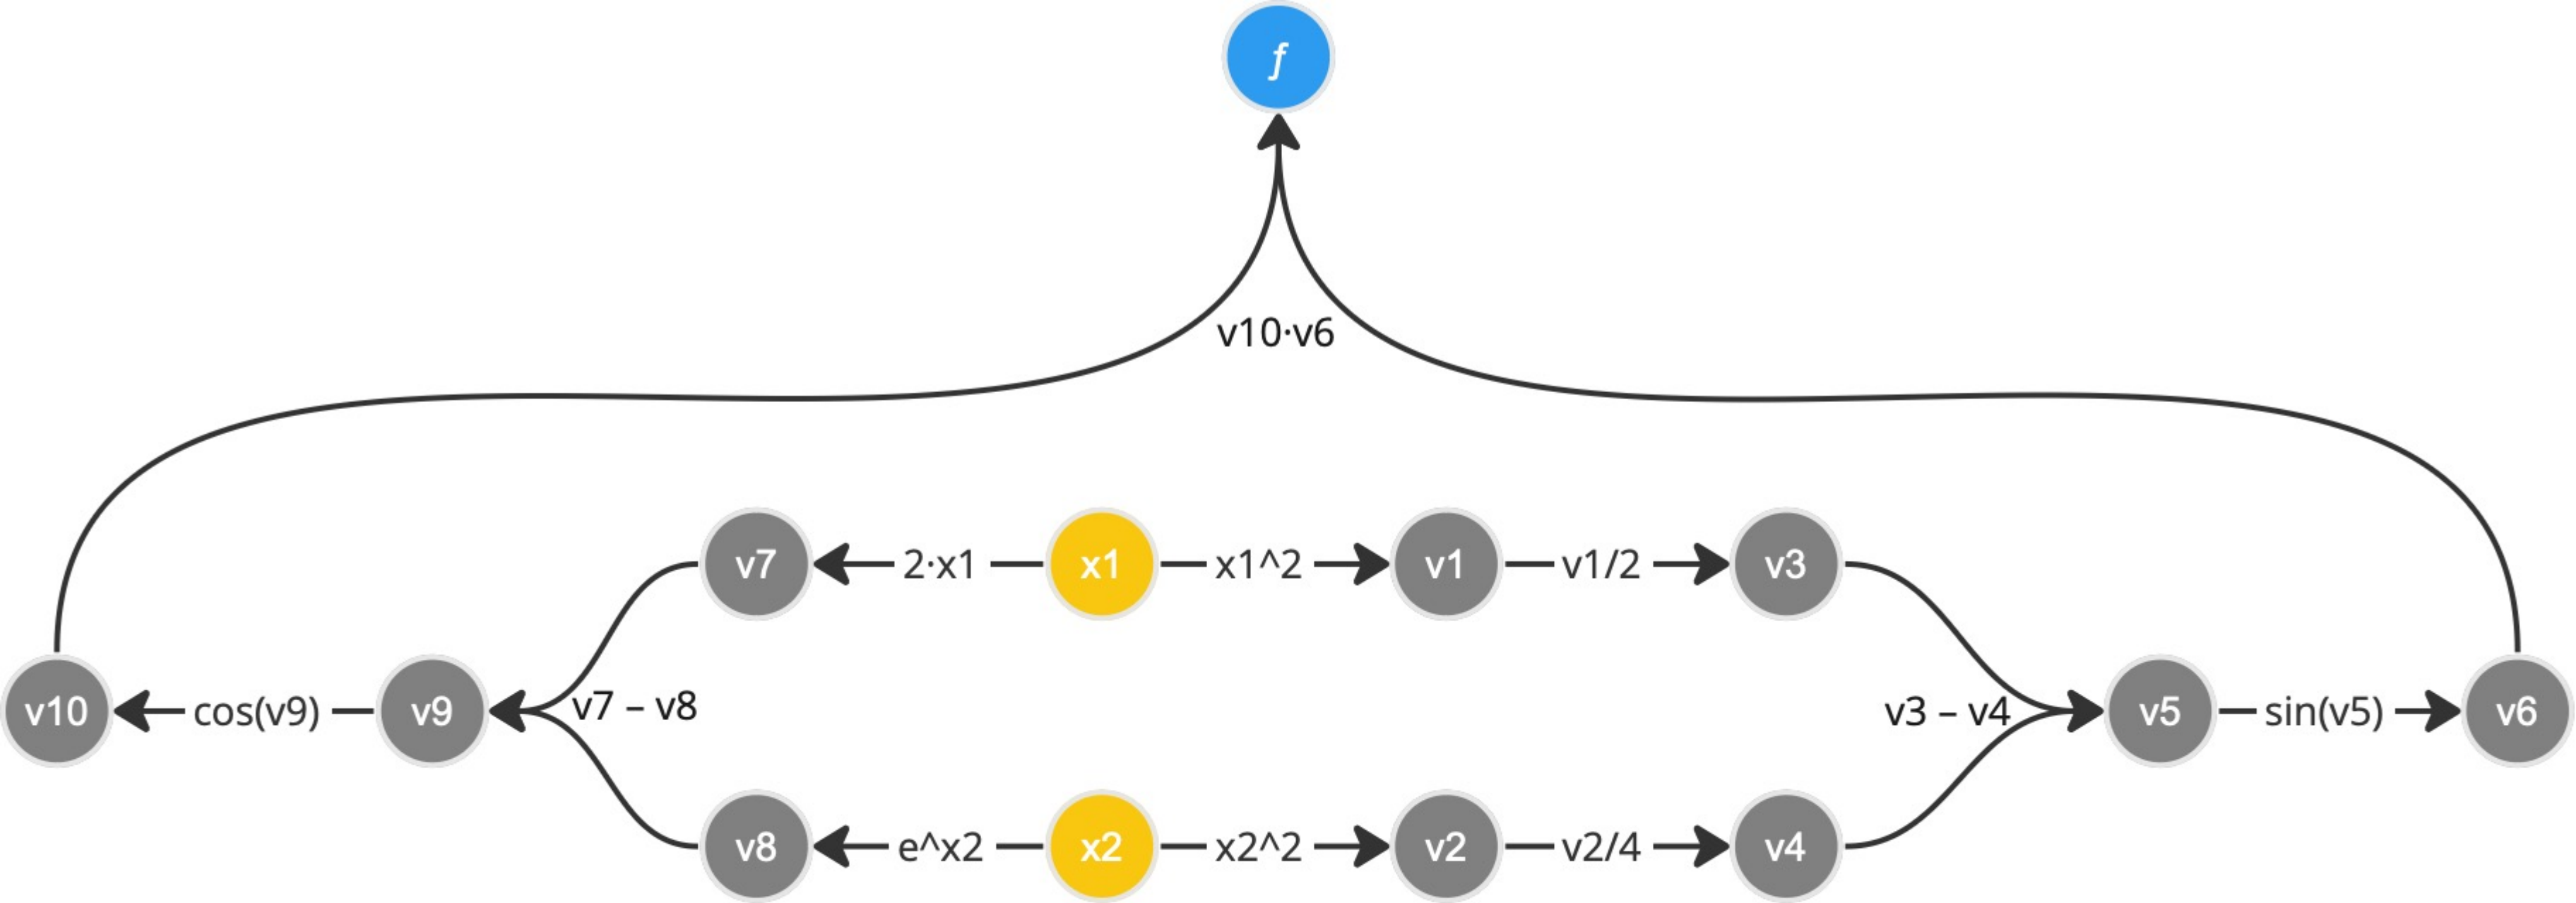 f
v10·v6
v7
2·x1
x1
x1^2
v1
v1/2
v3
v10
cos(v9)
v9
v7 – v8
v3 – v4
v5
sin(v5)
v6
v8
e^x2
x2
x2^2
v2
v2/4
v4